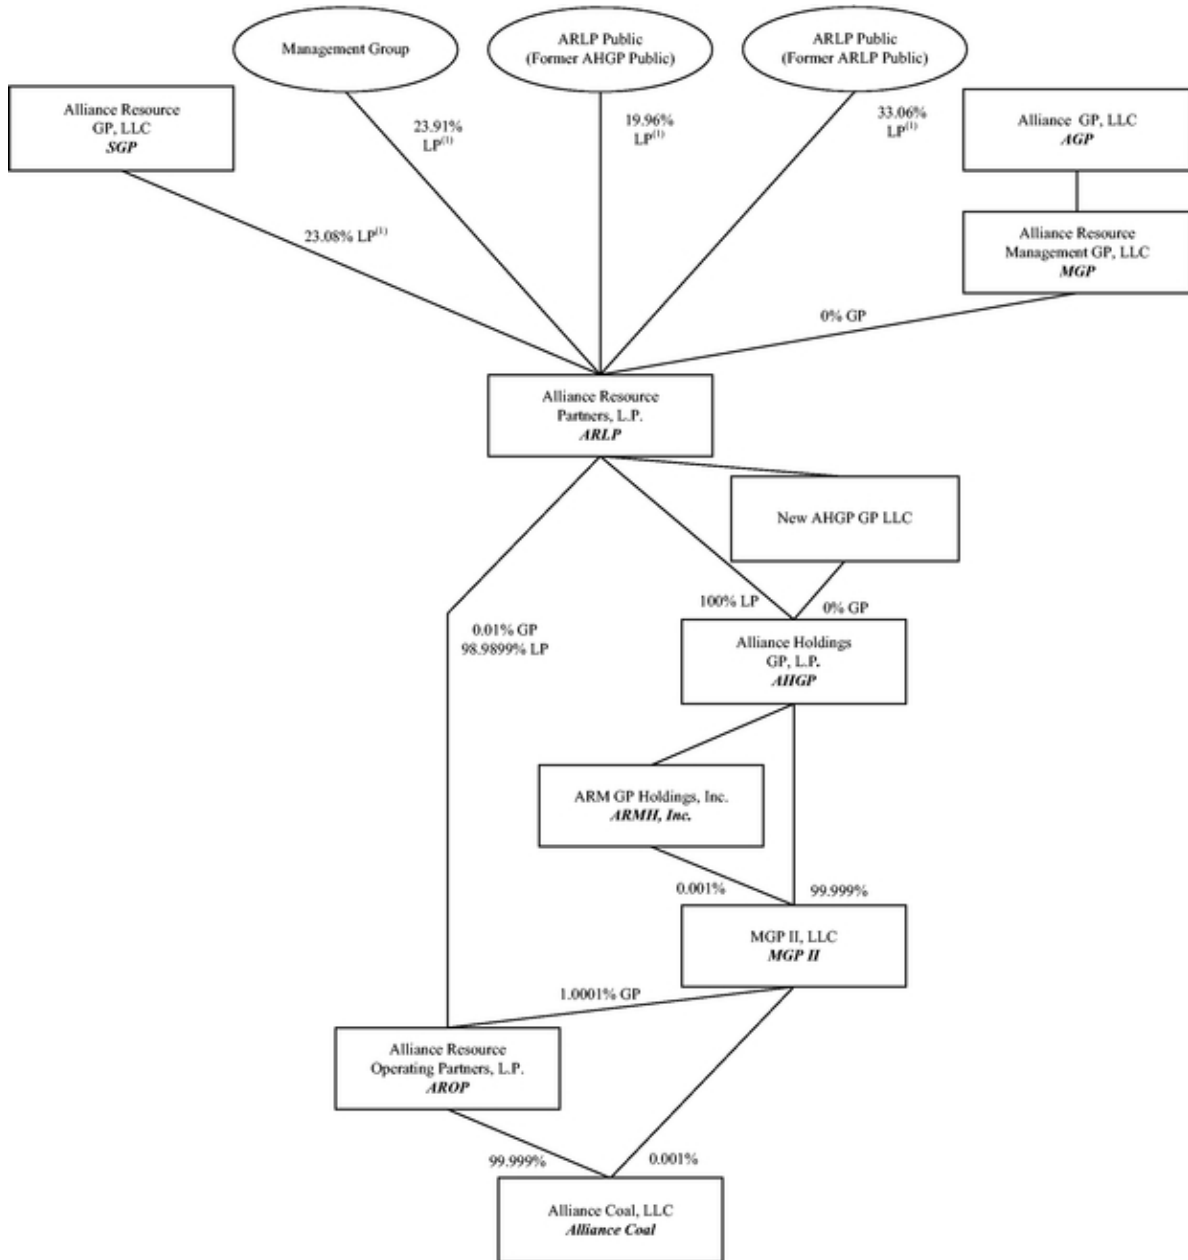 Management Group
ARLP Public
(Former AHGP Public)
ARLP Public
(Former ARLP Public)
Alliance Resource
GP, LLC
SGP
23.91%
LP(1)
19.96%
LP(1)
33.06%
LP(1)
Alliance GP, LLC
AGP
23.08% LP(1)
Alliance Resource
Management GP, LLC
MGP
0% GP
Alliance Resource
Partners, L.P.
ARLP
New AHGP GP LLC
100% LP
0% GP
0.01% GP
98.9899% LP
Alliance Holdings
GP, L.P.
AHGP
ARM GP Holdings, Inc.
ARMH, Inc.
0.001%
99.999%
MGP II, LLC
MGP II
1.0001% GP
Alliance Resource
Operating Partners, L.P.
AROP
99.999%
0.001%
Alliance Coal, LLC
Alliance Coal